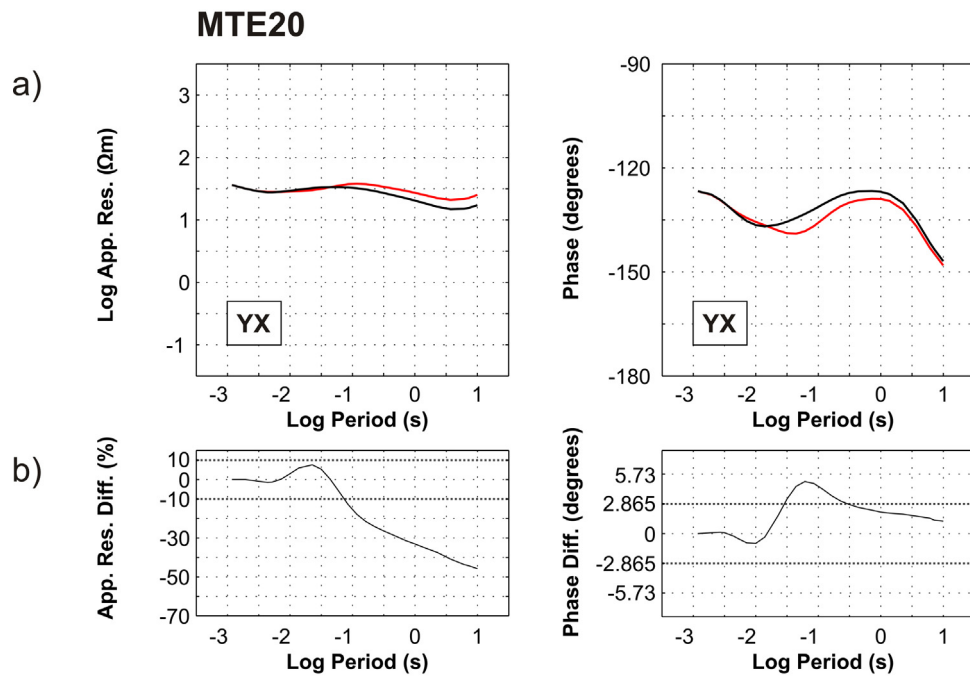 MTE20
a)
Log App. Res. (Ωm)
3
2
1
0
-1
YX
-3 -2 -1 0 1
Log Period (s)
Phase (degrees)
-90
-120
-150
-180
YX
-3 -2 -1 0 1
Log Period (s)
b)
App. Res. Diff. (%)
10
0
-10
-30
-50
-70
-3 -2 -1 0 1
Log Period (s)
Phase Diff. (degrees)
5.73
2.865
0
-2.865
-5.73
-3 -2 -1 0 1
Log Period (s)